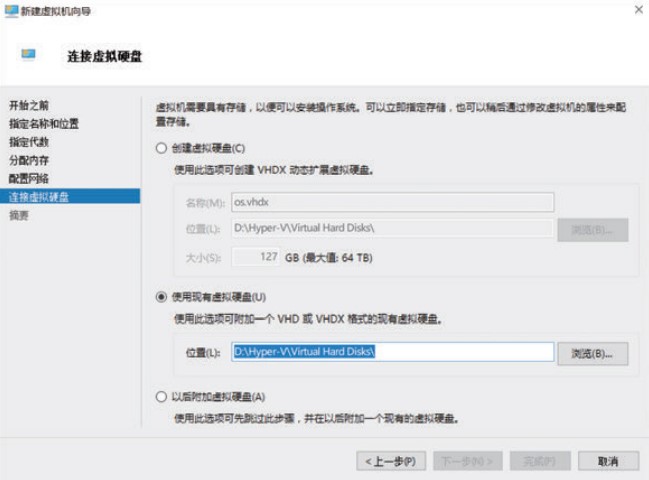 新建虚拟机向导
连接虚拟硬盘
开始之前
指定名称和位置
指定代数
分配内存
配置网络
连接虚拟硬盘
摘要
虚拟机需要具有存储，以便可以安装操作系统。可以立即指定存储，也可以稍后通过修改虚拟机的属性来配
置存储。
创建虚拟硬盘(C)
使用此选项可创建 VHDX 动态扩展虚拟硬盘。
名称(M): os.vhdx
位置(L): D:\Hyper-V\Virtual Hard Disks\ 浏览(B)...
大小(S): 127 GB (最大值: 64 TB)
使用现有虚拟硬盘(U)
使用此选项可附加一个 VHD 或 VHDX 格式的现有虚拟硬盘。
位置(L): D:\Hyper-V\Virtual Hard Disks\ 浏览(B)...
以后附加虚拟硬盘(A)
使用此选项可先跳过此步骤，并在以后附加一个现有的虚拟硬盘。
< 上一步(P) 下一步(N) > 完成(F) 取消